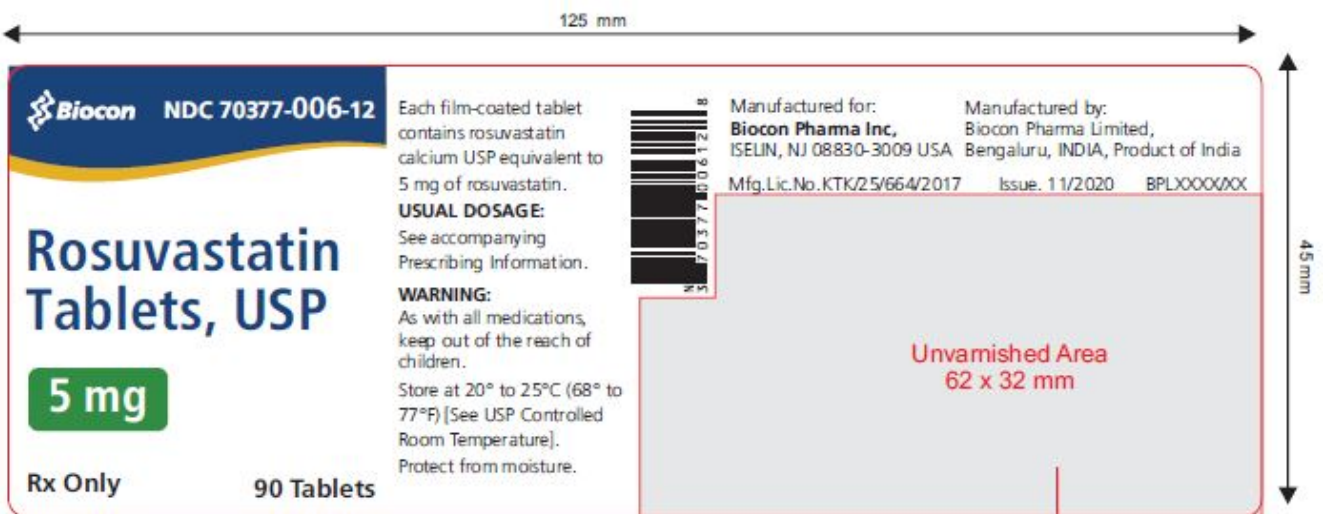 125 mm
Biocon NDC 70377-006-12
Rosuvastatin
Tablets, USP
5 mg
Rx Only 90 Tablets
Each film-coated tablet
contains rosuvastatin
calcium USP equivalent to
5 mg of rosuvastatin.
USUAL DOSAGE:
See accompanying
Prescribing Information.
WARNING:
As with all medications,
keep out of the reach of
children.
Store at 20° to 25°C (68° to
77°F) [See USP Controlled
Room Temperature].
Protect from moisture.
N
3 70377 00612 8
Manufactured for:
Biocon Pharma Inc,
ISELIN, NJ 08830-3009 USA
Manufactured by:
Biocon Pharma Limited,
Bengaluru, INDIA, Product of India
Mfg.Lic.No.KTK/25/664/2017 Issue. 11/2020 BPLXXXX/XX
Unvarnished Area
62 x 32 mm
45 mm